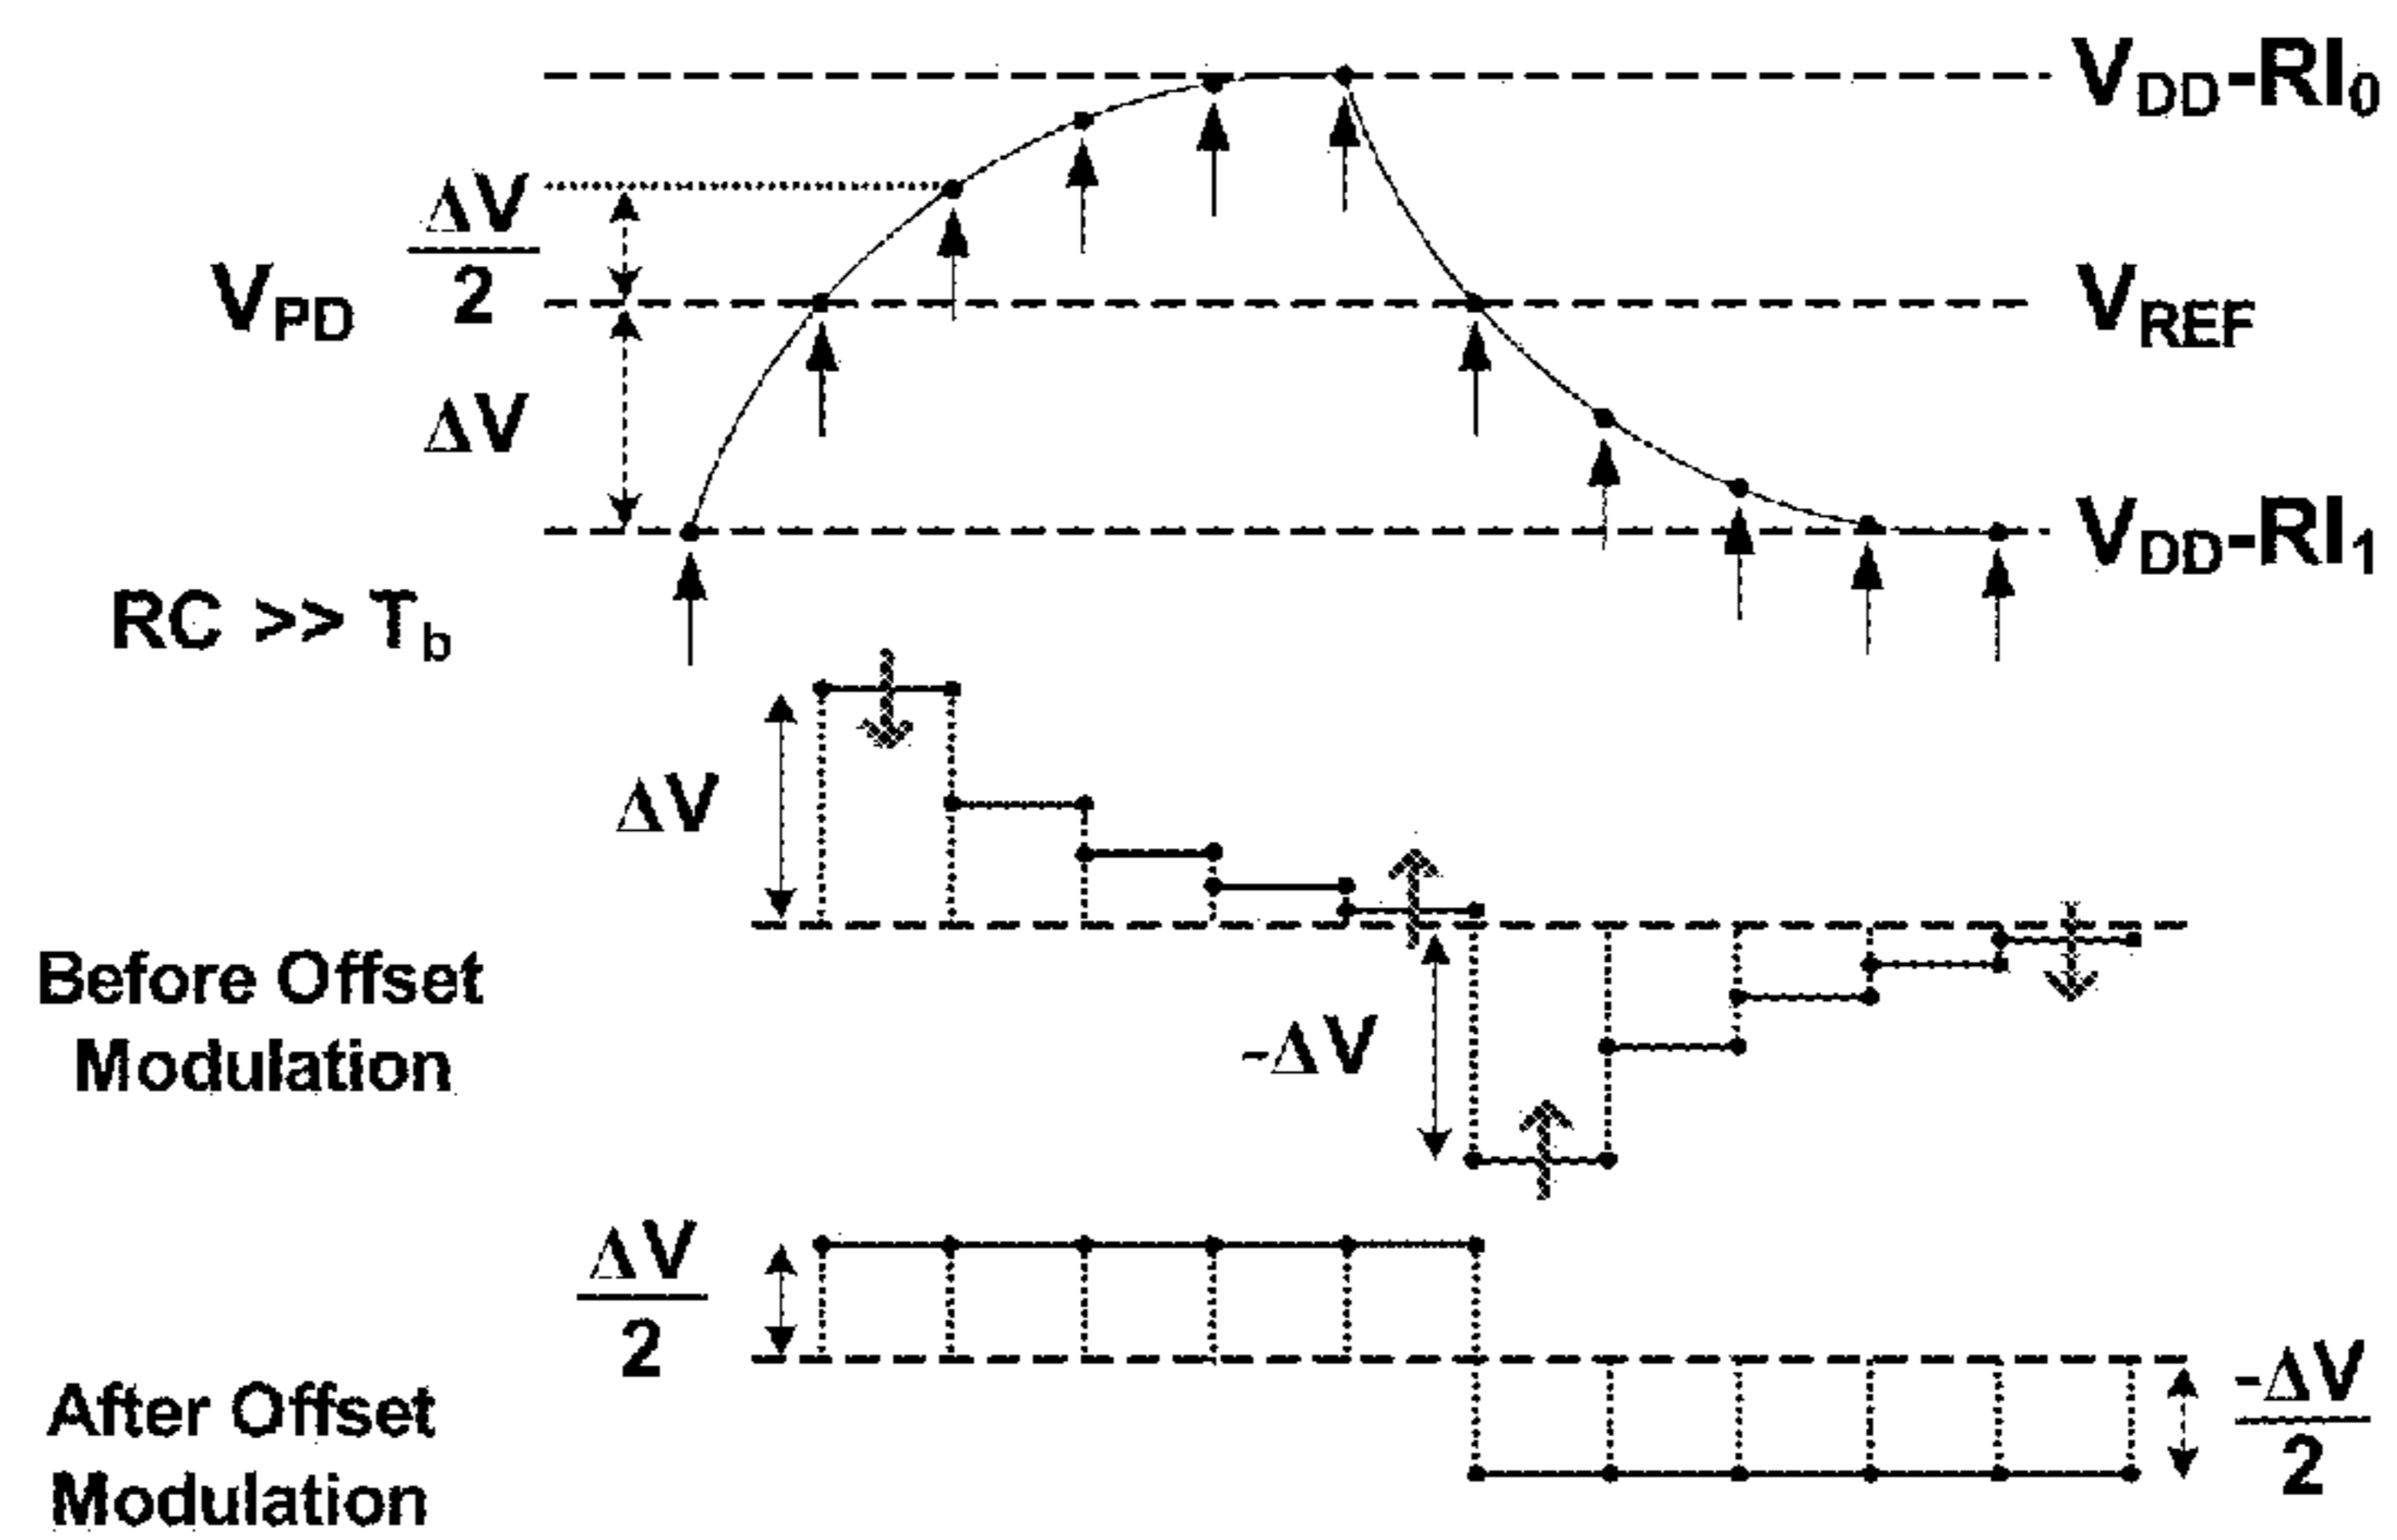 V_DD-RI_0
ΔV
2
V_PD
V_REF
ΔV
V_DD-RI_1
RC >> T_b
ΔV
Before Offset
Modulation
-ΔV
ΔV
2
After Offset
Modulation
-ΔV
2